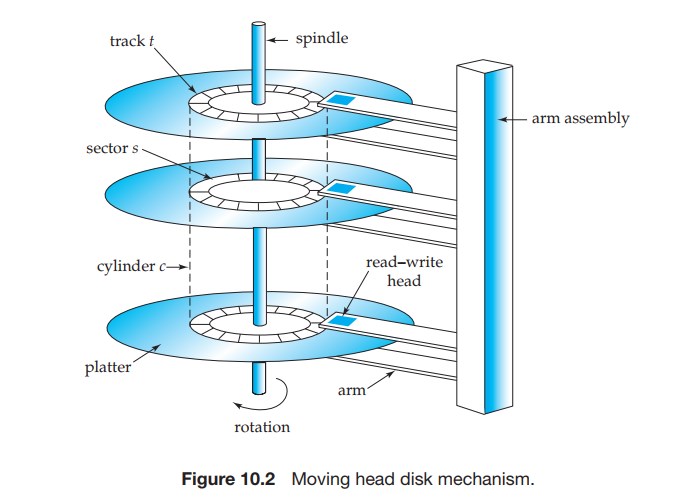 track t
spindle
arm assembly
sector s
cylinder c
read–write
head
platter
arm
rotation
Figure 10.2 Moving head disk mechanism.